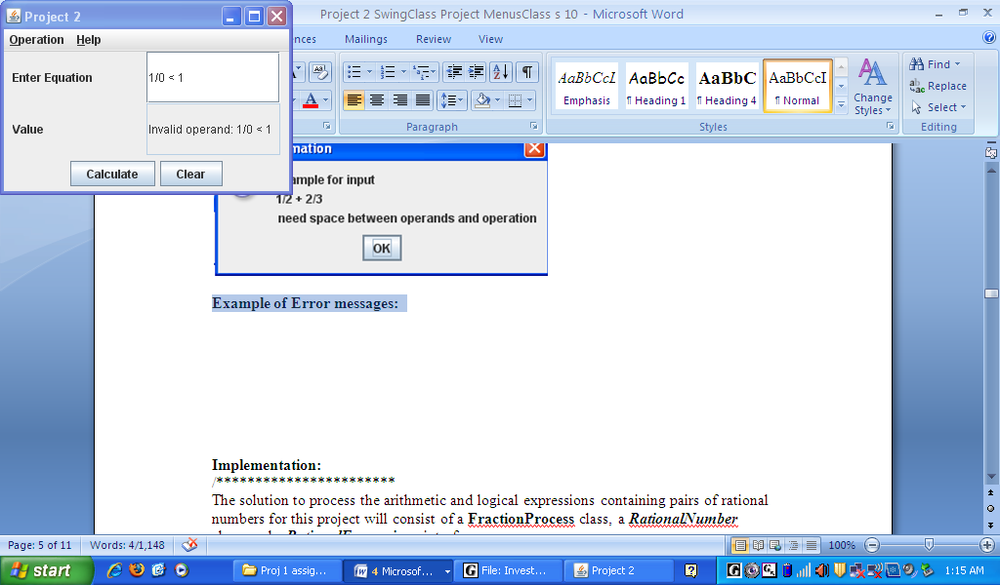 Project 2
Operation Help
Enter Equation
1/0 < 1
Value
Invalid operand: 1/0 < 1
Calculate Clear
Project 2 SwingClass Project MenusClass s 10 - Microsoft Word
Mailings Review View
AaBbCcI AaBbCc AaBbC AaBbCcI
Emphasis ¶ Heading 1 ¶ Heading 4 ¶ Normal
Change
Styles
Find
Replace
Select
Paragraph Styles Editing
1/2 + 2/3
need space between operands and operation
OK
Example of Error messages:
Implementation:
/***********************
The solution to process the arithmetic and logical expressions containing pairs of rational
numbers for this project will consist of a FractionProcess class, a RationalNumber
Page: 5 of 11 Words: 4/1,148 100%
start Proj 1 assig... 4 Microsof... File: Invest... Project 2 1:15 AM